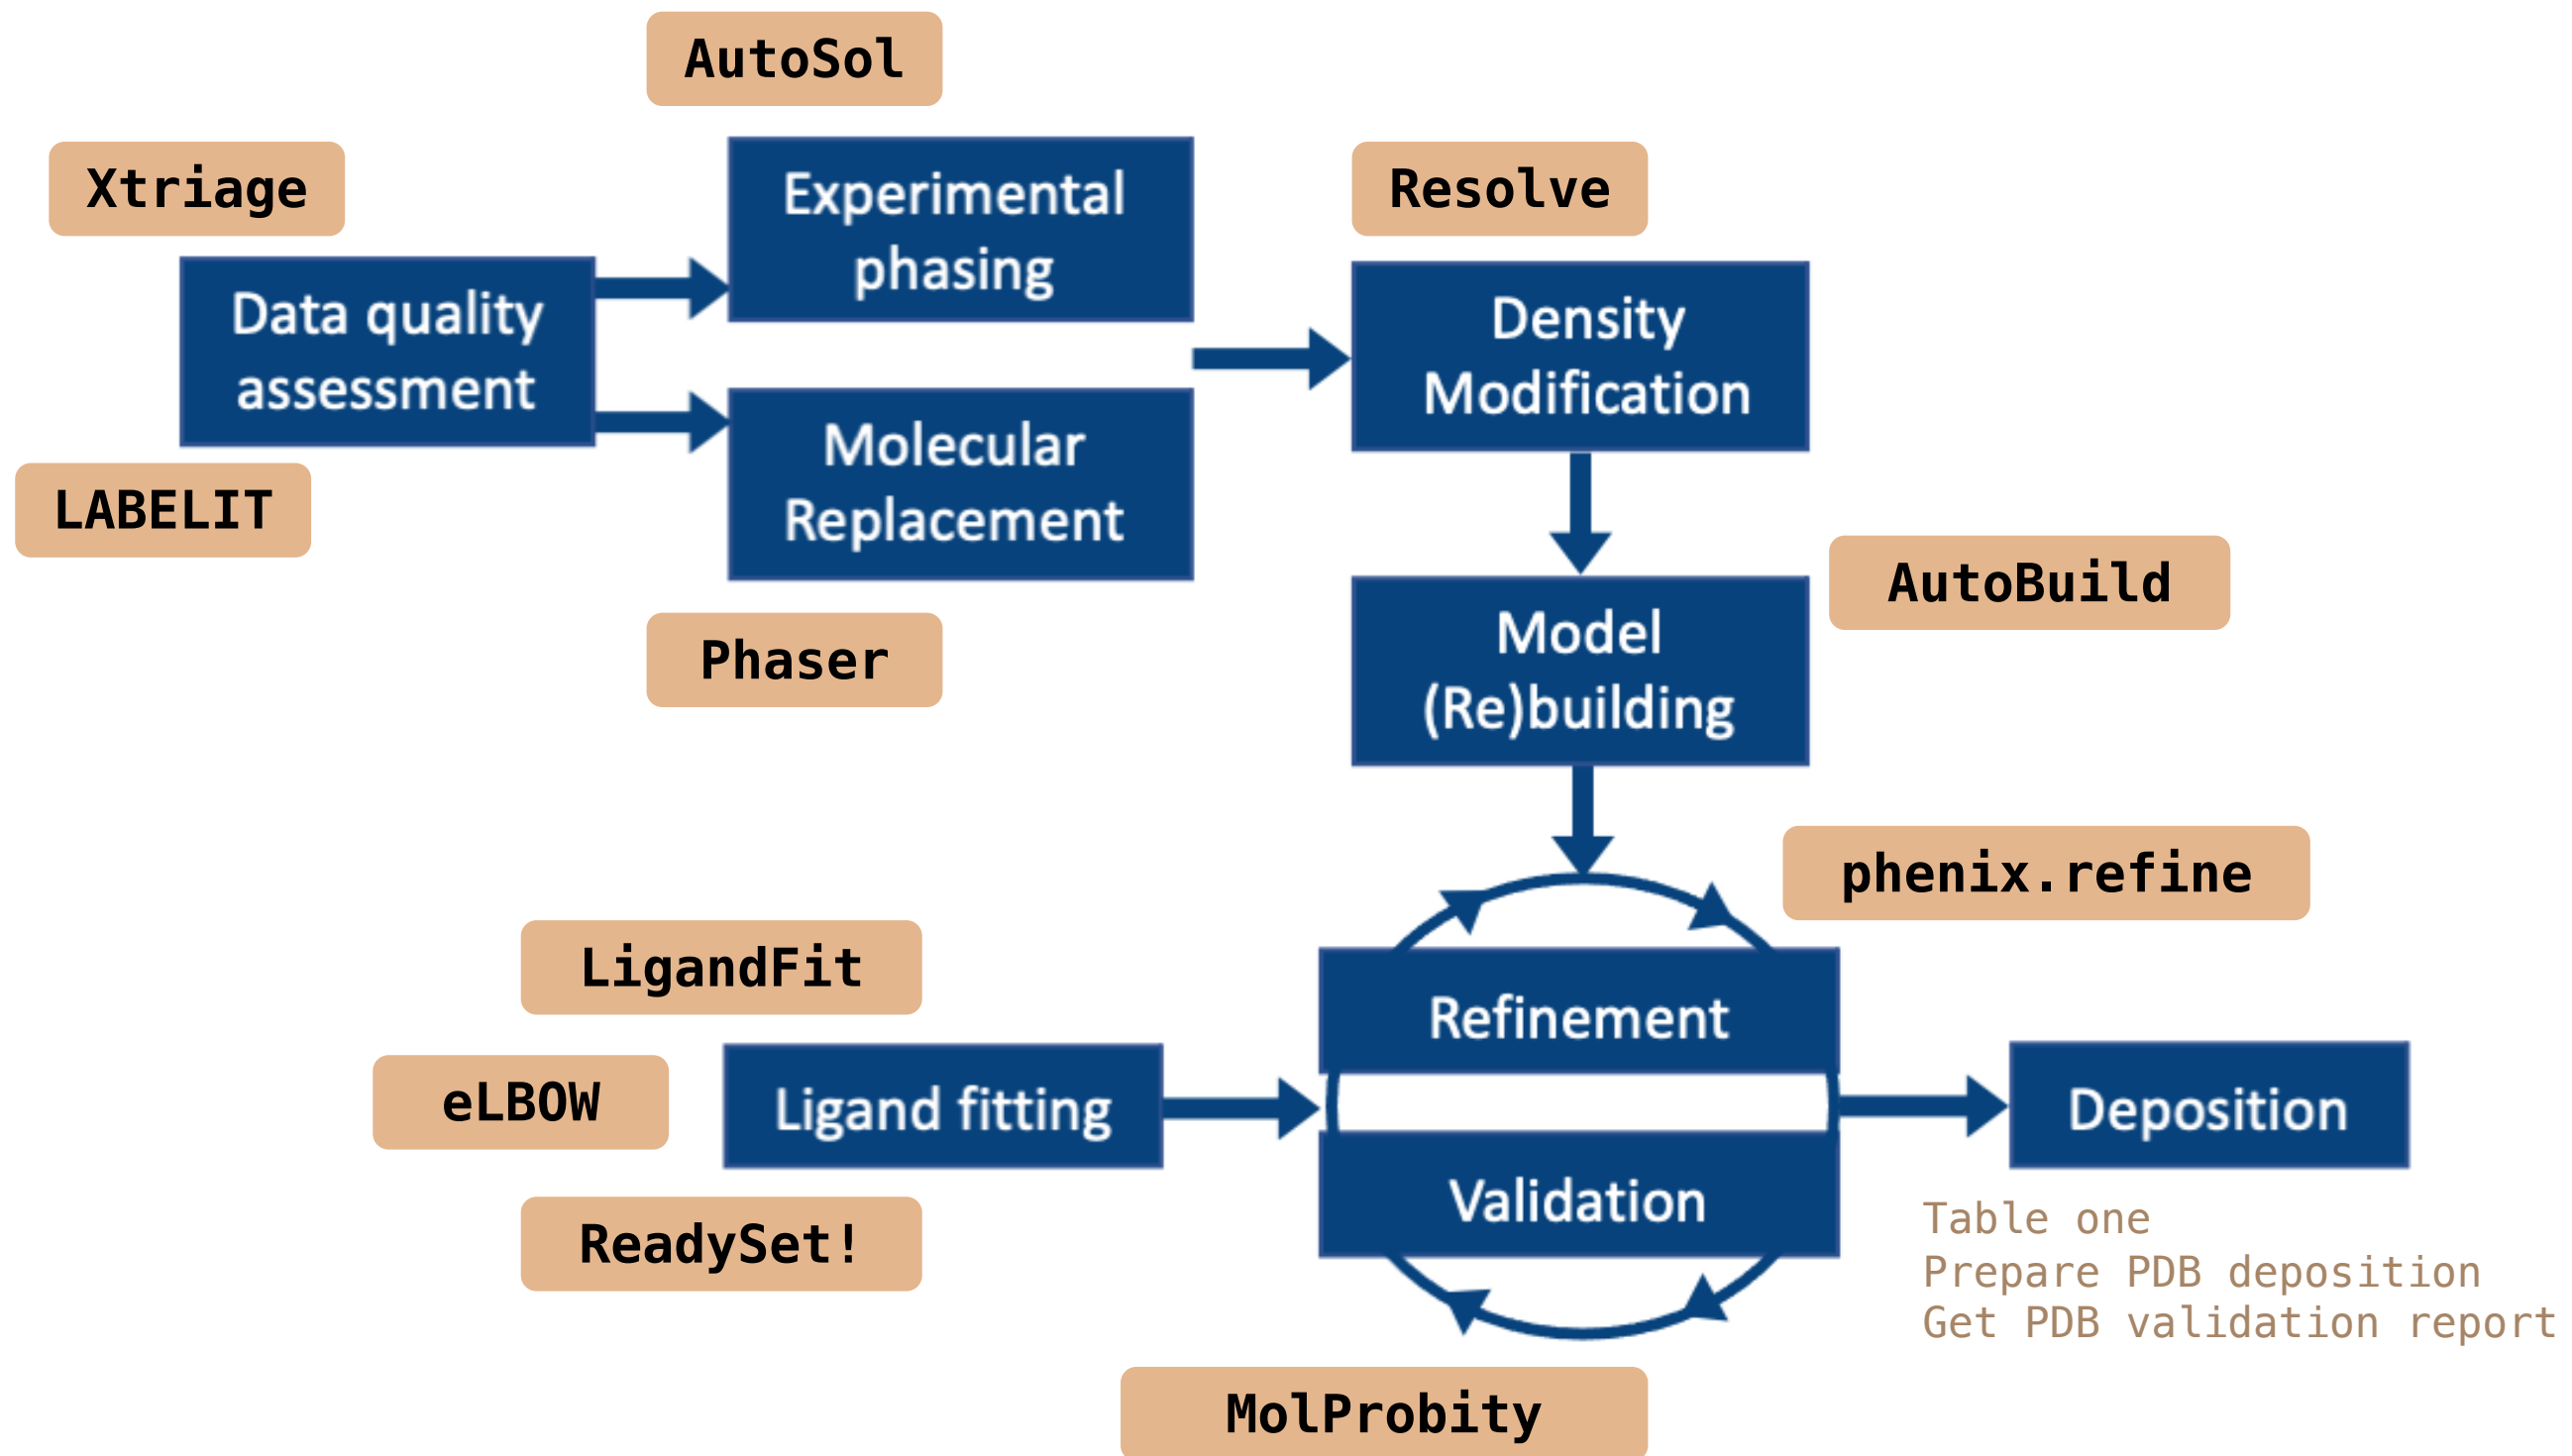 AutoSol
Xtriage
Experimental
phasing
Resolve
Data quality
assessment
Density
Modification
LABELIT
Molecular
Replacement
Phaser
AutoBuild
Model
(Re)building
phenix.refine
LigandFit
Refinement
eLBOW
Ligand fitting
Deposition
ReadySet!
Validation
Table one
Prepare PDB deposition
Get PDB validation report
MolProbity